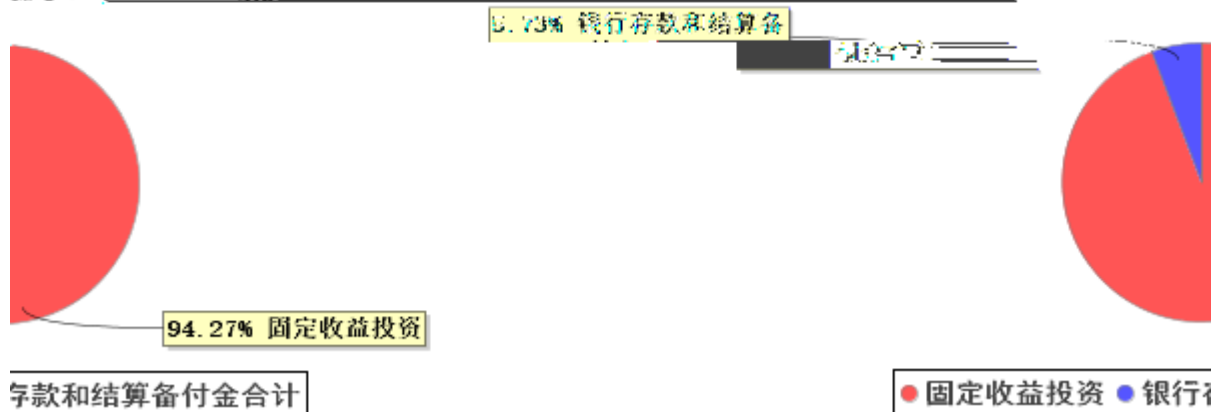 5.73% 银行存款和结算备
94.27% 固定收益投资
存款和结算备付金合计
固定收益投资 银行存